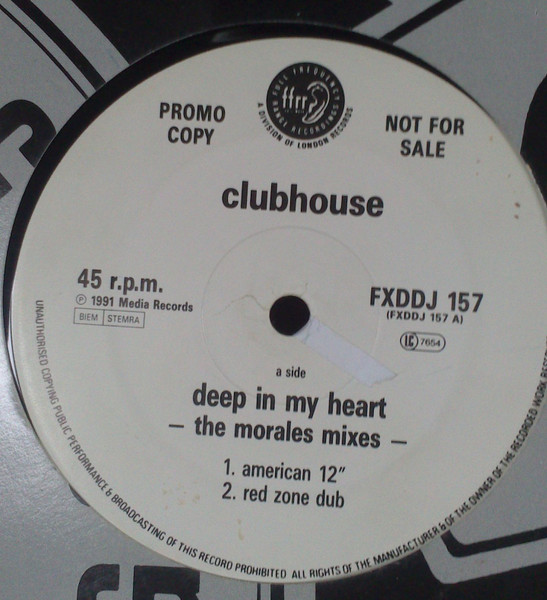 FULL FREQUENCY
RANGE RECORDINGS
ffrr
A DIVISION OF LONDON RECORDS
PROMO
COPY
NOT FOR
SALE
clubhouse
45 r.p.m.
℗ 1991 Media Records
BIEM STEMRA
FXDDJ 157
(FXDDJ 157 A)
LC 7654
a side
deep in my heart
– the morales mixes –
1. american 12"
2. red zone dub
UNAUTHORISED COPYING PUBLIC PERFORMANCE & BROADCASTING OF THIS RECORD PROHIBITED ALL RIGHTS OF THE MANUFACTURER & OF THE OWNER OF THE RECORDED WORK